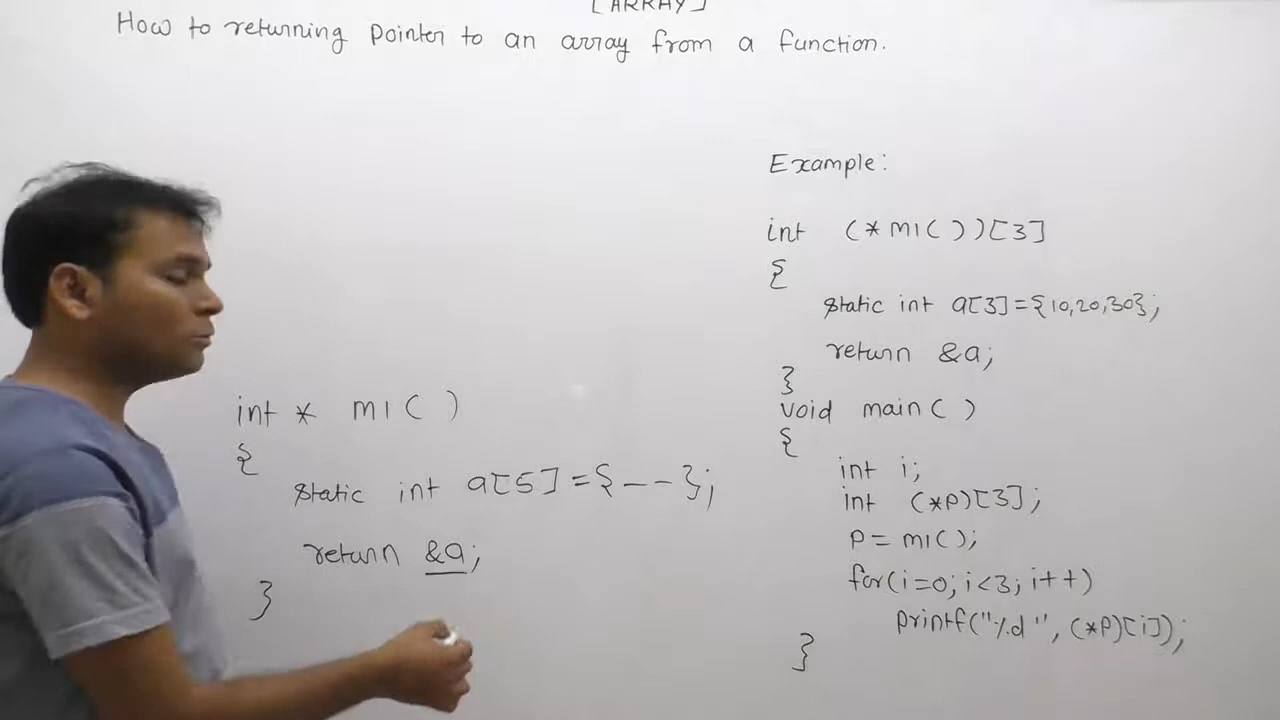 [ARRAY]
How to returning pointer to an array from a function.
int * m1( )
{
static int a[5]={---};
return &a;
}
Example:
int (*m1())[3]
{
static int a[3]={10,20,30};
return &a;
}
void main( )
{
int i;
int (*p)[3];
p=m1();
for(i=0;i<3;i++)
printf("%d", (*p)[i]);
}